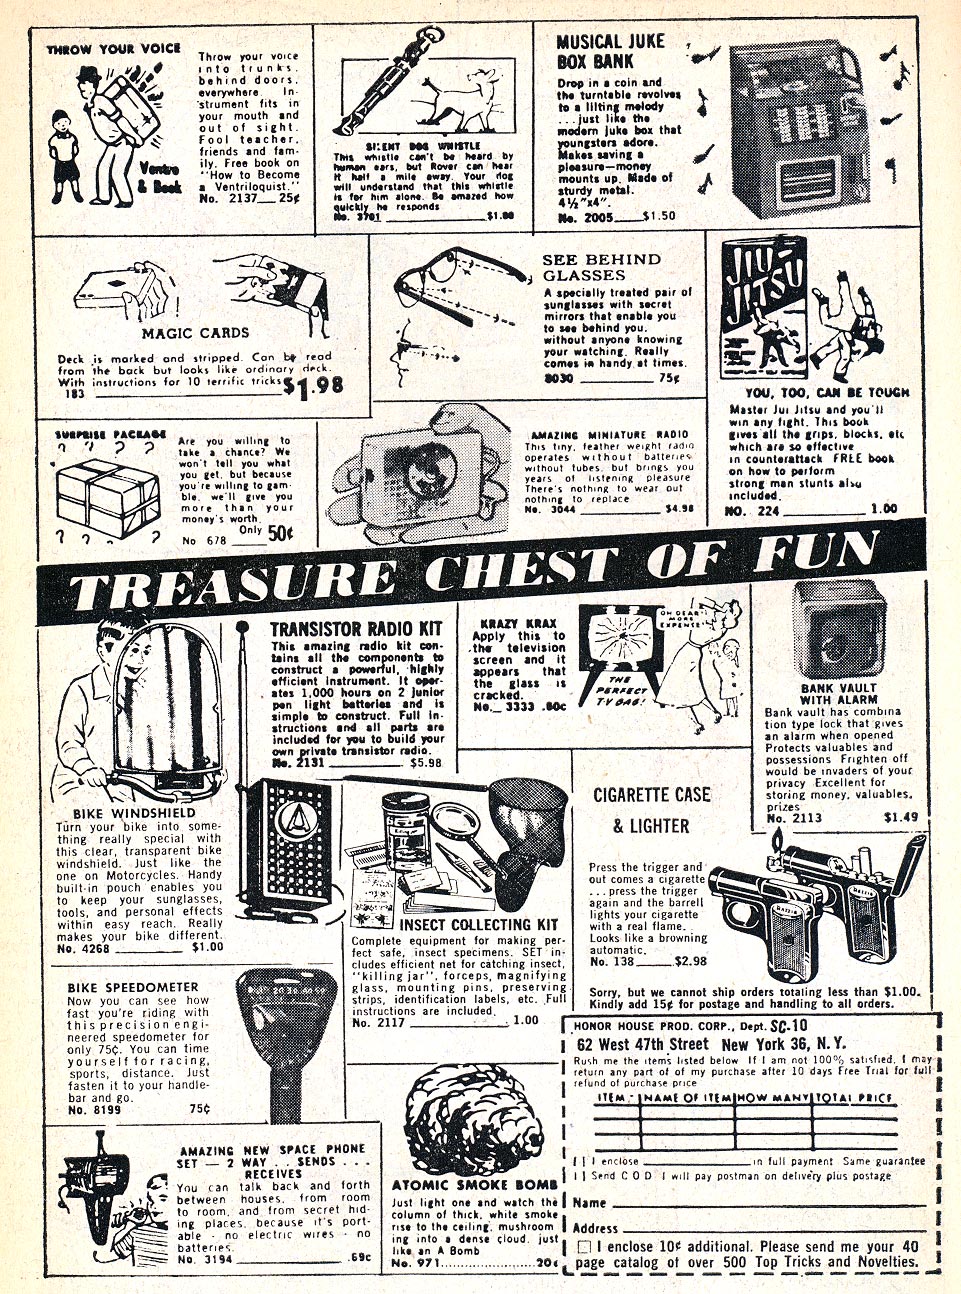 THROW YOUR VOICE
Throw your voice
into trunks,
behind doors,
everywhere. In-
strument fits in
your mouth and
out of sight.
Fool teacher,
friends and fam-
ily. Free book on
"How to Become
a Ventriloquist."
No. 2137 25¢
Ventro
& Book
SILENT DOG WHISTLE
This whistle can't be heard by
human ears, but Rover can hear
it half a mile away. Your dog
will understand that this whistle
is for him alone. Be amazed how
quickly he responds
No. 3701 $1.00
MUSICAL JUKE
BOX BANK
Drop in a coin and
the turntable revolves
to a lilting melody
...just like the
modern juke box that
youngsters adore.
Makes saving a
pleasure—money
mounts up. Made of
sturdy metal.
4½"x4".
No. 2005 $1.50
MAGIC CARDS
Deck is marked and stripped. Can be read
from the back but looks like ordinary deck.
With instructions for 10 terrific tricks
183 $1.98
SEE BEHIND
GLASSES
A specially treated pair of
sunglasses with secret
mirrors that enable you
to see behind you,
without anyone knowing
your watching. Really
comes in handy at times.
8030 75¢
JIU-
JITSU
YOU, TOO, CAN BE TOUGH
Master Jui Jitsu and you'll
win any fight. This book
gives all the grips, blocks, etc
which are so effective
in counterattack FREE book
on how to perform
strong man stunts also
included.
NO. 224 1.00
SURPRISE PACKAGE
? ? ? ?
? ? ? ?
Are you willing to
take a chance? We
won't tell you what
you get, but because
you're willing to gam-
ble, we'll give you
more than your
money's worth.
Only
No 678 50¢
AMAZING MINIATURE RADIO
This tiny, feather weight radio
operates without batteries
without tubes, but brings you
years of listening pleasure
There's nothing to wear out
nothing to replace
No. 3044 $4.98
TREASURE CHEST OF FUN
BIKE WINDSHIELD
Turn your bike into some-
thing really special with
this clear, transparent bike
windshield. Just like the
one on Motorcycles. Handy
built-in pouch enables you
to keep your sunglasses,
tools, and personal effects
within easy reach. Really
makes your bike different.
No. 4268 $1.00
TRANSISTOR RADIO KIT
This amazing radio kit con-
tains all the components to
construct a powerful, highly
efficient instrument. It oper-
ates 1,000 hours on 2 junior
pen light batteries and is
simple to construct. Full in-
structions and all parts are
included for you to build your
own private transistor radio.
No. 2131 $5.98
KRAZY KRAX
Apply this to
the television
screen and it
appears that
the glass is
cracked.
No. 3333 .80c
THE
PERFECT
T-V GAG!
OH DEAR!
MORE
EXPENSE!
BANK VAULT
WITH ALARM
Bank vault has combina
tion type lock that gives
an alarm when opened
Protects valuables and
possessions Frighten off
would be invaders of your
privacy Excellent for
storing money, valuables,
prizes
No. 2113 $1.49
INSECT COLLECTING KIT
Complete equipment for making per-
fect safe, insect specimens. SET in-
cludes efficient net for catching insect,
"killing jar", forceps, magnifying
glass, mounting pins, preserving
strips, identification labels, etc. Full
instructions are included.
No. 2117 1.00
CIGARETTE CASE
& LIGHTER
Press the trigger and
out comes a cigarette
...press the trigger
again and the barrell
lights your cigarette
with a real flame.
Looks like a browning
automatic.
No. 138 $2.98
Sorry, but we cannot ship orders totaling less than $1.00.
Kindly add 15¢ for postage and handling to all orders.
BIKE SPEEDOMETER
Now you can see how
fast you're riding with
this precision engi-
neered speedometer for
only 75¢. You can time
yourself for racing,
sports, distance. Just
fasten it to your handle-
bar and go.
No. 8199 75¢
AMAZING NEW SPACE PHONE
SET — 2 WAY . . SENDS . . .
RECEIVES
You can talk back and forth
between houses, from room
to room, and from secret hid-
ing places, because it's port-
able - no electric wires - no
batteries.
No. 3194 .69c
ATOMIC SMOKE BOMB
Just light one and watch the
column of thick, white smoke
rise to the ceiling, mushroom
ing into a dense cloud, just
like an A Bomb
No. 971 20¢
HONOR HOUSE PROD. CORP., Dept. SC-10
62 West 47th Street New York 36, N. Y.
Rush me the items listed below If I am not 100% satisfied, I may
return any part of of my purchase after 10 days Free Trial for full
refund of purchase price
ITEM NAME OF ITEM HOW MANY TOTAL PRICE
[ ] I enclose in full payment Same guarantee
[ ] Send C O D I will pay postman on delivery plus postage
Name
Address
I enclose 10¢ additional. Please send me your 40
page catalog of over 500 Top Tricks and Novelties.